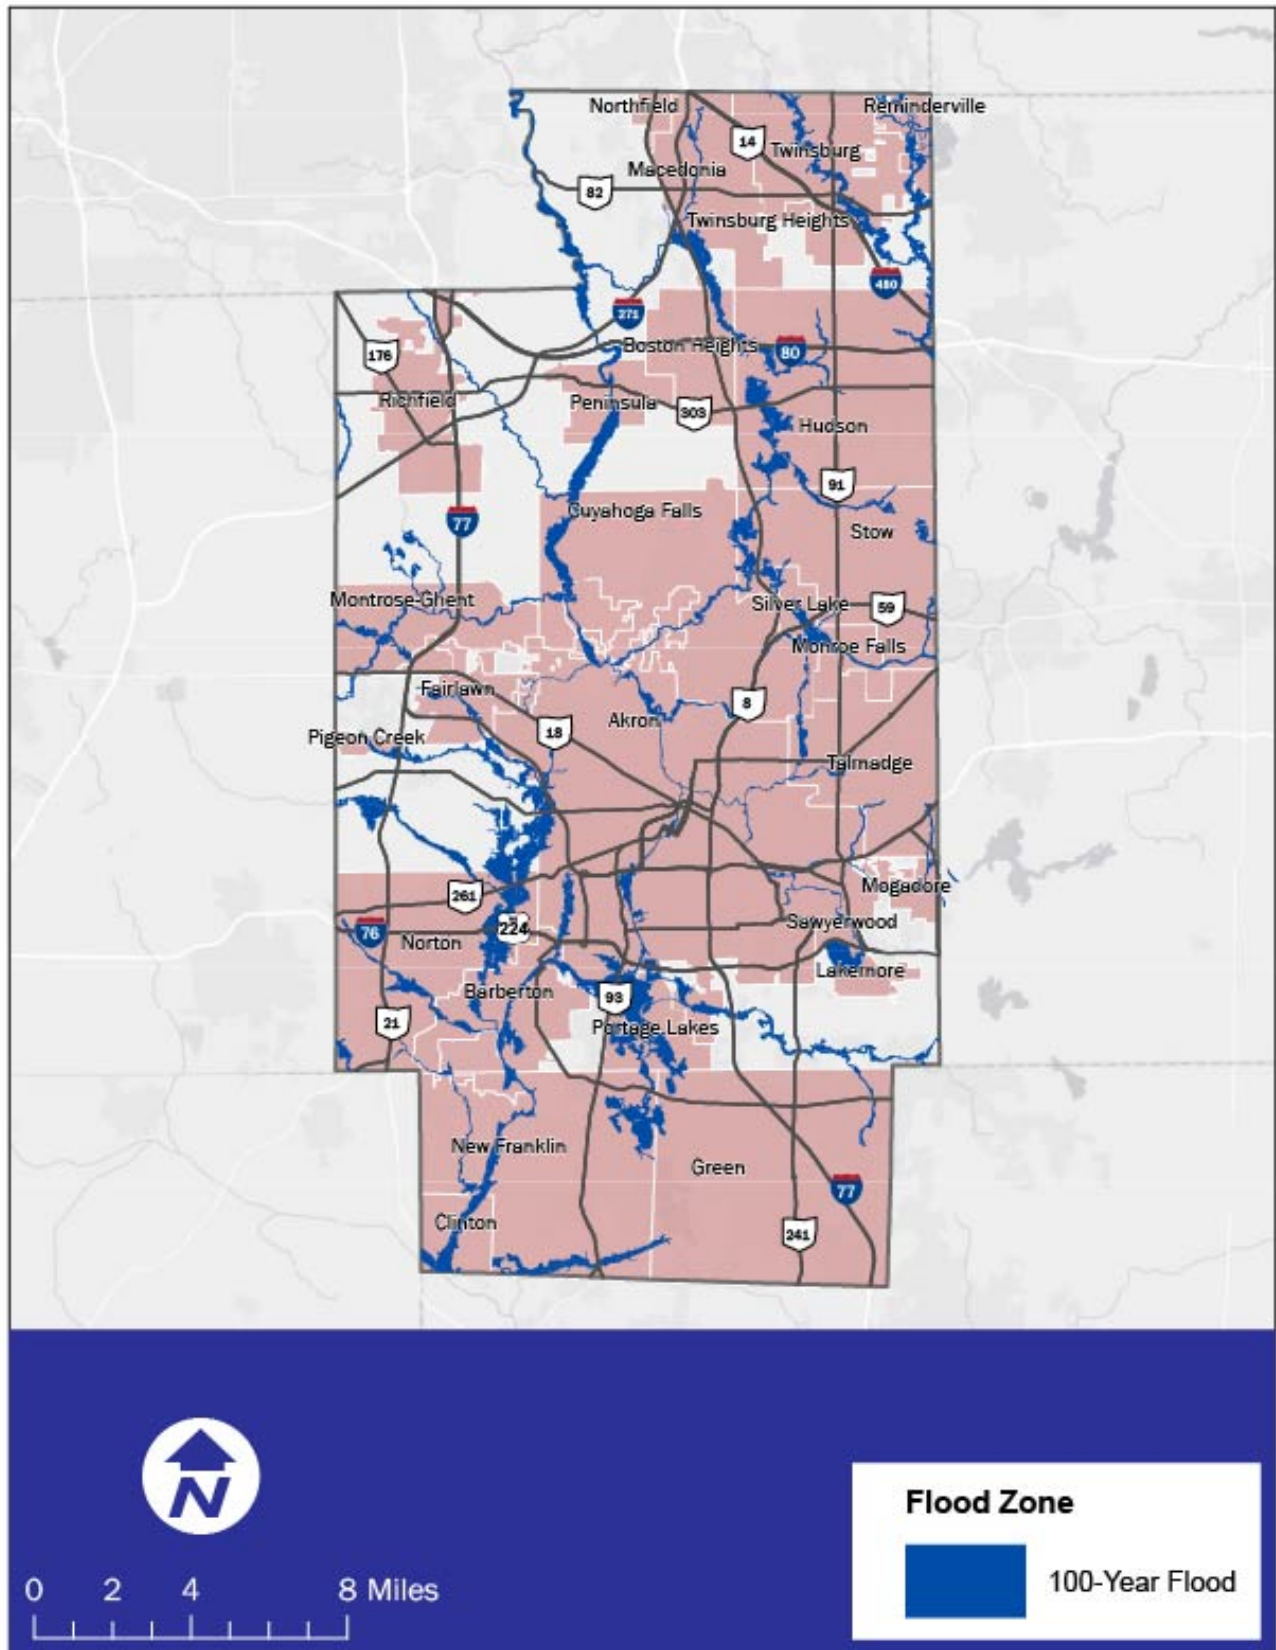 Northfield
Reminderville
14
Twinsburg
Macedonia
82
Twinsburg Heights
480
271
Boston Heights
80
176
Richfield
Peninsula
303
Hudson
91
Cuyahoga Falls
77
Stow
Montrose-Ghent
Silver Lake
59
Monroe Falls
Fairlawn
8
Akron
18
Pigeon Creek
Talmadge
Mogadore
261
Sawyerwood
224
76
Norton
Lakemore
Barberton
93
21
Portage Lakes
New Franklin
Green
77
Clinton
241
N
0 2 4 8 Miles
Flood Zone
100-Year Flood